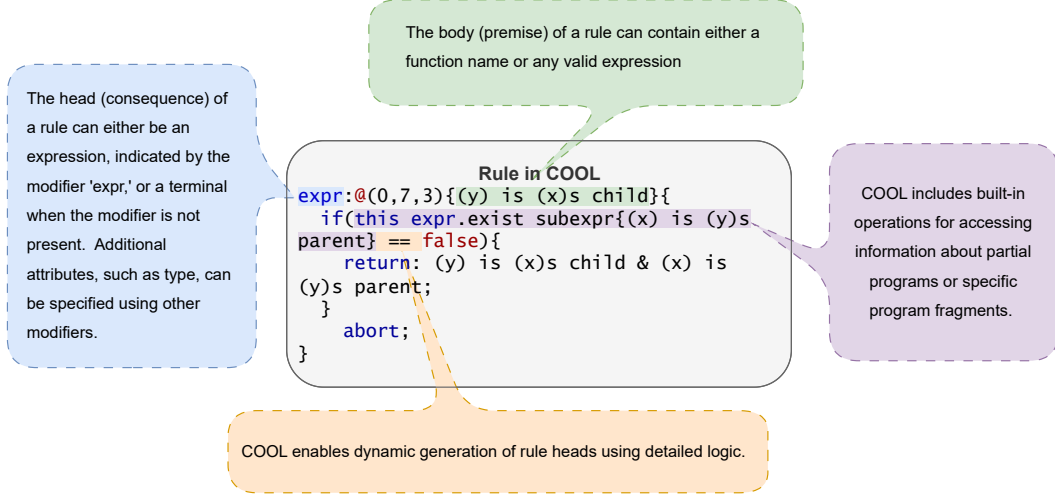 The body (premise) of a rule can contain either a
function name or any valid expression
The head (consequence) of
a rule can either be an
expression, indicated by the
modifier 'expr,' or a terminal
when the modifier is not
present. Additional
attributes, such as type, can
be specified using other
modifiers.
Rule in COOL
expr:@(0,7,3){(y) is (x)s child}{
if(this expr.exist subexpr{(x) is (y)s
parent} == false){
return: (y) is (x)s child & (x) is
(y)s parent;
}
abort;
}
COOL includes built-in
operations for accessing
information about partial
programs or specific
program fragments.
COOL enables dynamic generation of rule heads using detailed logic.